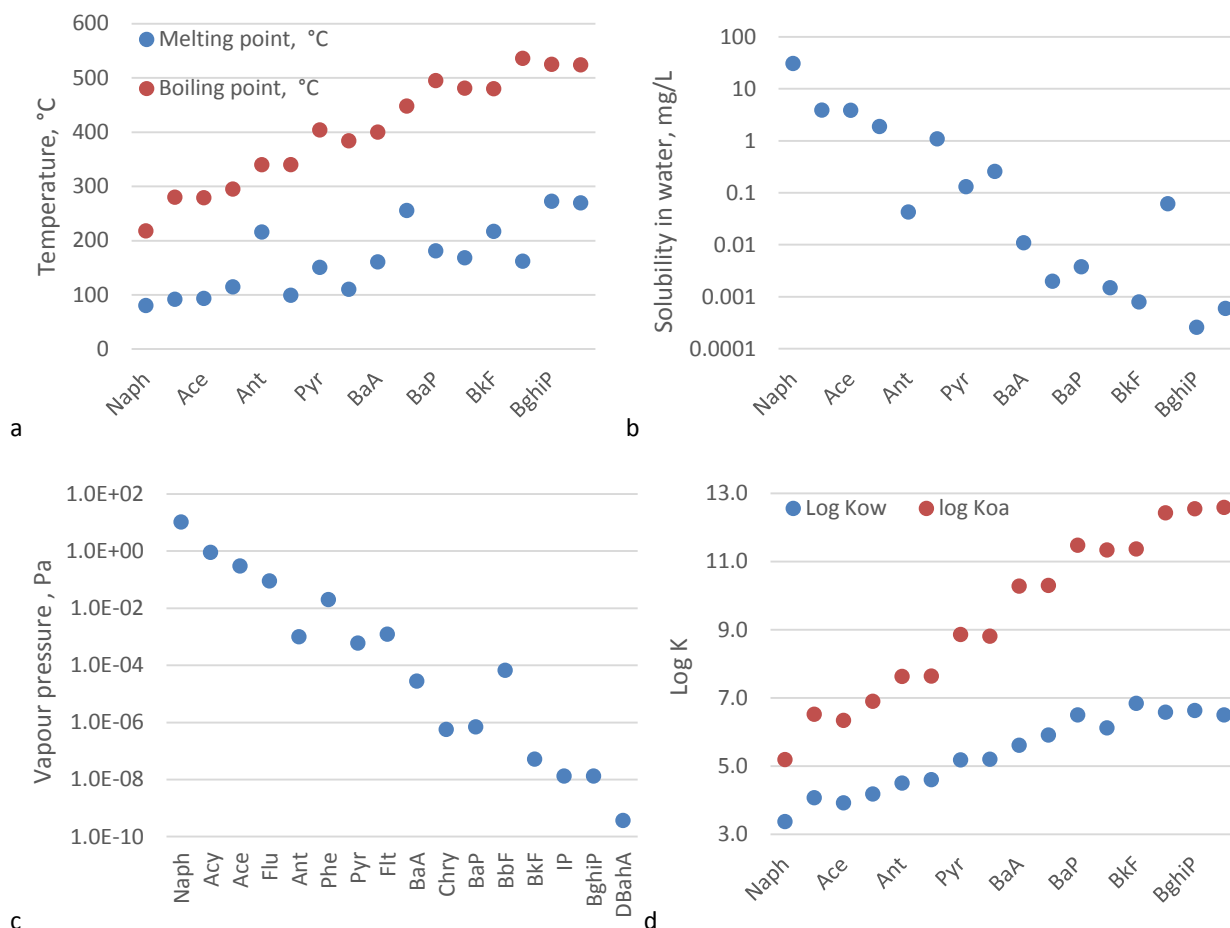 600
500
400
300
200
100
0
Temperature, °C
Melting point, °C
Boiling point, °C
Naph
Ace
Ant
Pyr
BaA
BaP
BkF
BghiP
a
100
10
1
0.1
0.01
0.001
0.0001
Solubility in water, mg/L
Naph
Ace
Ant
Pyr
BaA
BaP
BkF
BghiP
b
1.0E+02
1.0E+00
1.0E-02
1.0E-04
1.0E-06
1.0E-08
1.0E-10
Vapour pressure , Pa
Naph
Acy
Ace
Flu
Ant
Phe
Pyr
Flt
BaA
Chry
BaP
BbF
BkF
IP
BghiP
DBahA
c
13.0
11.0
9.0
7.0
5.0
3.0
Log K
Log Kow
log Koa
Naph
Ace
Ant
Pyr
BaA
BaP
BkF
BghiP
d